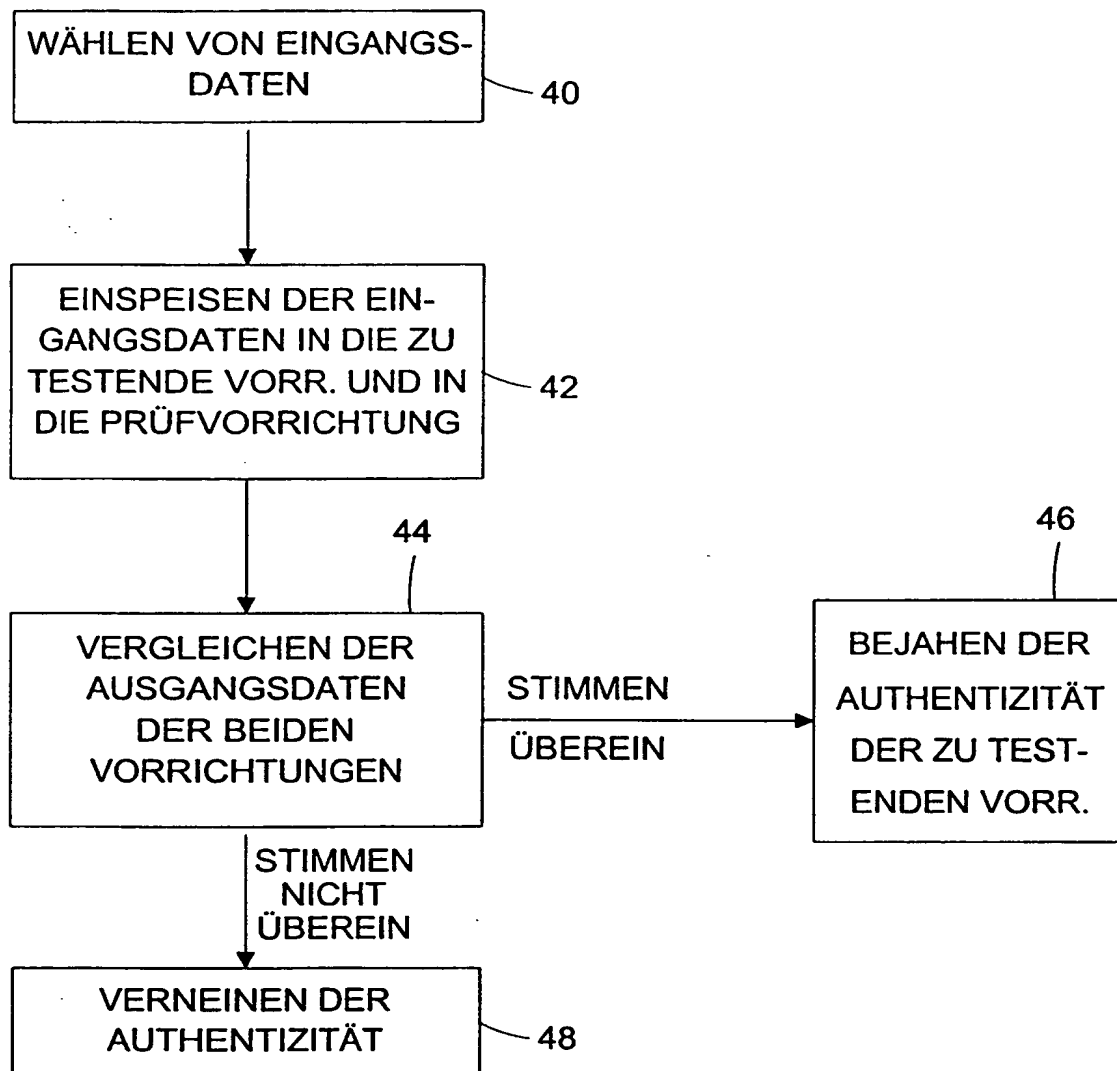 WÄHLEN VON EINGANGS-
DATEN
40
EINSPEISEN DER EIN-
GANGSDATEN IN DIE ZU
TESTENDE VORR. UND IN
DIE PRÜFVORRICHTUNG
42
44
VERGLEICHEN DER
AUSGANGSDATEN
DER BEIDEN
VORRICHTUNGEN
STIMMEN
ÜBEREIN
46
BEJAHEN DER
AUTHENTIZITÄT
DER ZU TEST-
ENDEN VORR.
STIMMEN
NICHT
ÜBEREIN
VERNEINEN DER
AUTHENTIZITÄT
48